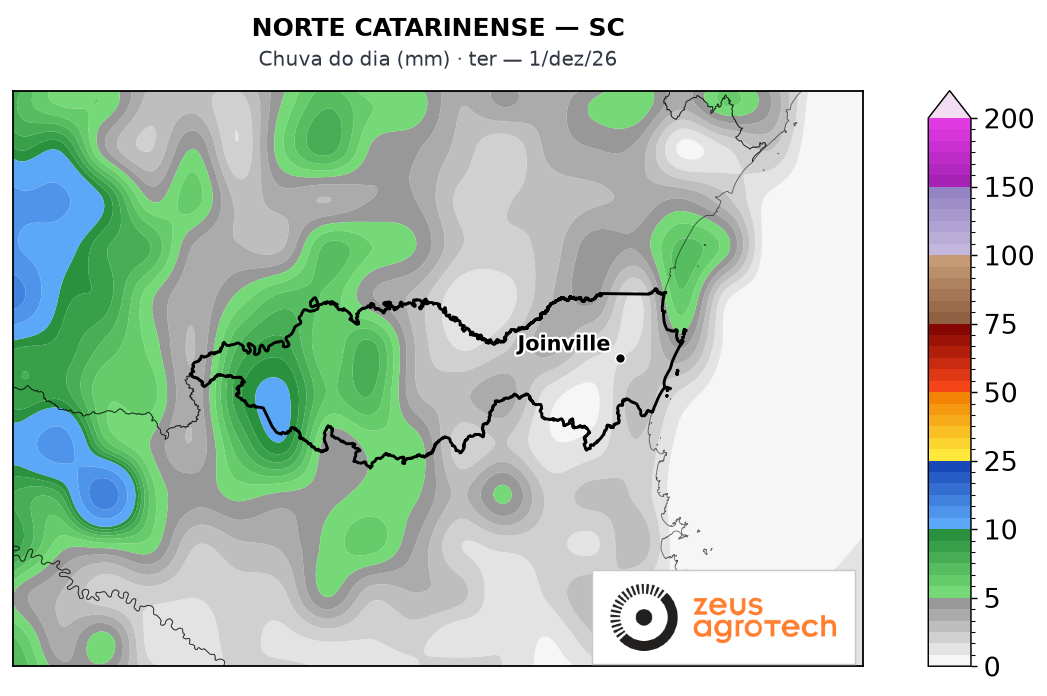 NORTE CATARINENSE — SC
Chuva do dia (mm) · ter — 1/dez/26
200
150
100
75
50
25
10
5
0
Joinville
zeus
agrotech